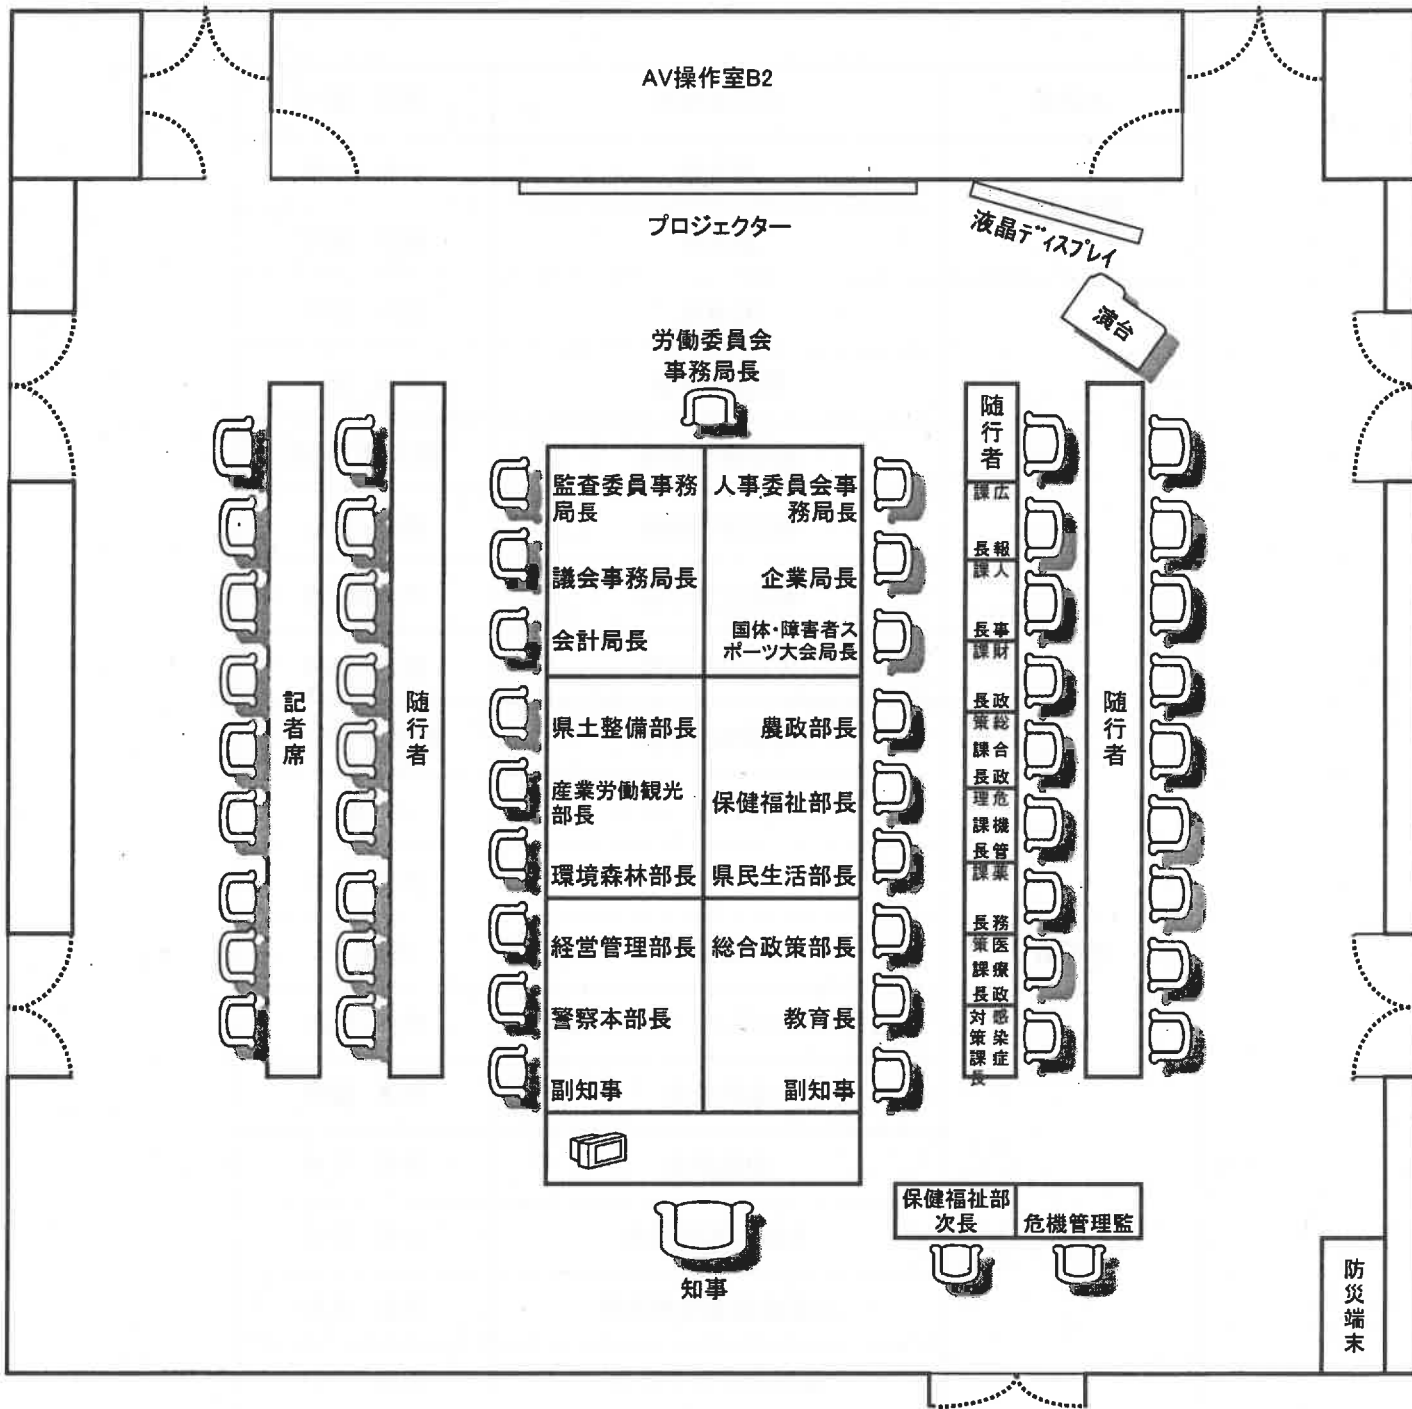 AV操作室B2
プロジェクター
液晶ディスプレイ
演台
労働委員会
事務局長
監査委員事務
局長
人事委員会事
務局長
議会事務局長
企業局長
会計局長
国体・障害者ス
ポーツ大会局長
県土整備部長
農政部長
産業労働観光
部長
保健福祉部長
環境森林部長
県民生活部長
経営管理部長
総合政策部長
警察本部長
教育長
副知事
副知事
知事
記者席
随行者
随行者
広報
課長
人事
課長
財政
課長
総合政
策課長
危機管
理課長
薬務
課長
医療政
策課長
感染症
対策課長
随行者
保健福祉部
次長
危機管理監
防災端末